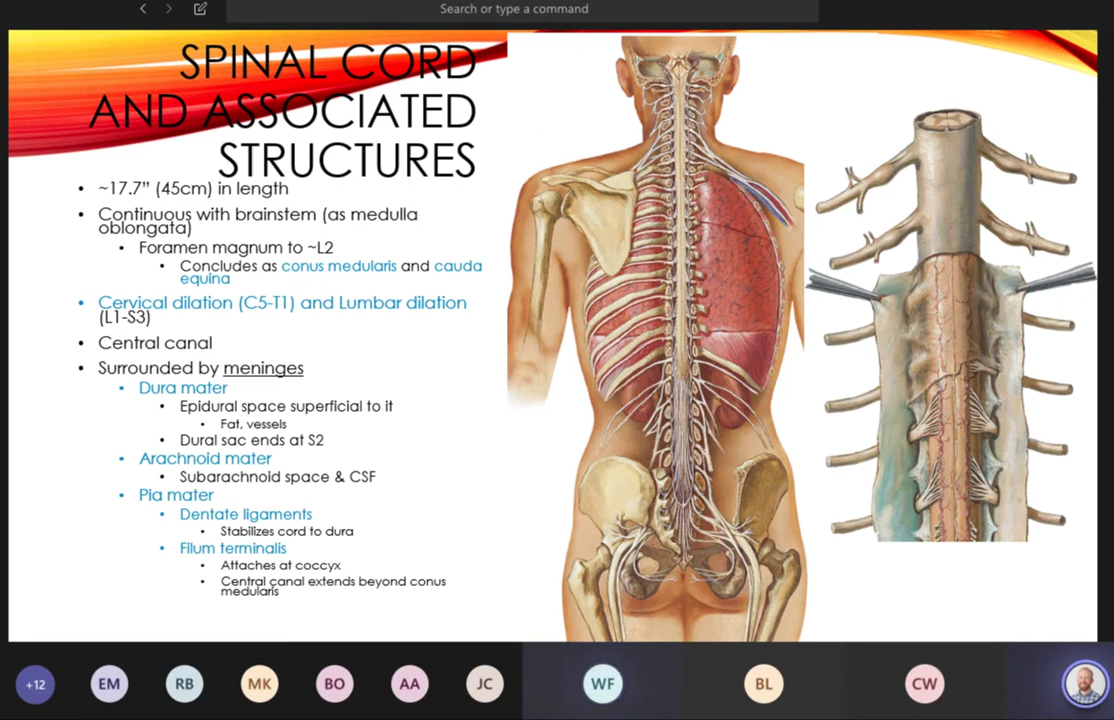 Search or type a command
SPINAL CORD
AND ASSOCIATED
STRUCTURES
• ~17.7” (45cm) in length
• Continuous with brainstem (as medulla
oblongata)
• Foramen magnum to ~L2
• Concludes as conus medularis and cauda
equina
• Cervical dilation (C5-T1) and Lumbar dilation
(L1-S3)
• Central canal
• Surrounded by meninges
• Dura mater
• Epidural space superficial to it
• Fat, vessels
• Dural sac ends at S2
• Arachnoid mater
• Subarachnoid space & CSF
• Pia mater
• Dentate ligaments
• Stabilizes cord to dura
• Filum terminalis
• Attaches at coccyx
• Central canal extends beyond conus
medularis
+12
EM
RB
MK
BO
AA
JC
WF
BL
CW